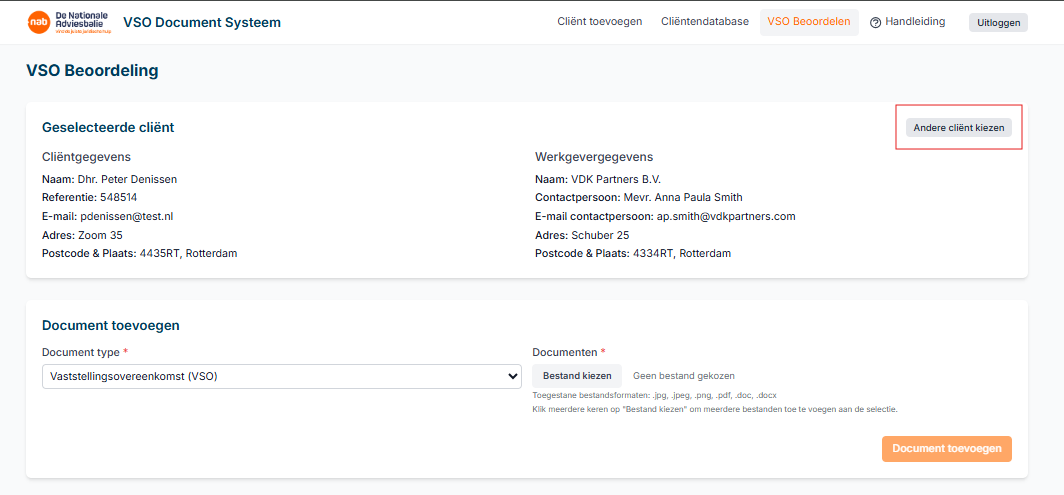 nab
De Nationale
Adviesbalie
VSO Document Systeem
Cliënt toevoegen
Cliëntendatabase
VSO Beoordelen
Handleiding
Uitloggen
VSO Beoordeling
Geselecteerde cliënt
Andere cliënt kiezen
Cliëntgegevens
Naam: Dhr. Peter Denissen
Referentie: 548514
E-mail: pdenissen@test.nl
Adres: Zoom 35
Postcode & Plaats: 4435RT, Rotterdam
Werkgevergegevens
Naam: VDK Partners B.V.
Contactpersoon: Mevr. Anna Paula Smith
E-mail contactpersoon: ap.smith@vdkpartners.com
Adres: Schuber 25
Postcode & Plaats: 4334RT, Rotterdam
Document toevoegen
Document type *
Vaststellingsovereenkomst (VSO)
Documenten *
Bestand kiezen
Geen bestand gekozen
Toegestane bestandsformaten: .jpg, .jpeg, .png, .pdf, .doc, .docx
Klik meerdere keren op "Bestand kiezen" om meerdere bestanden toe te voegen aan de selectie.
Document toevoegen